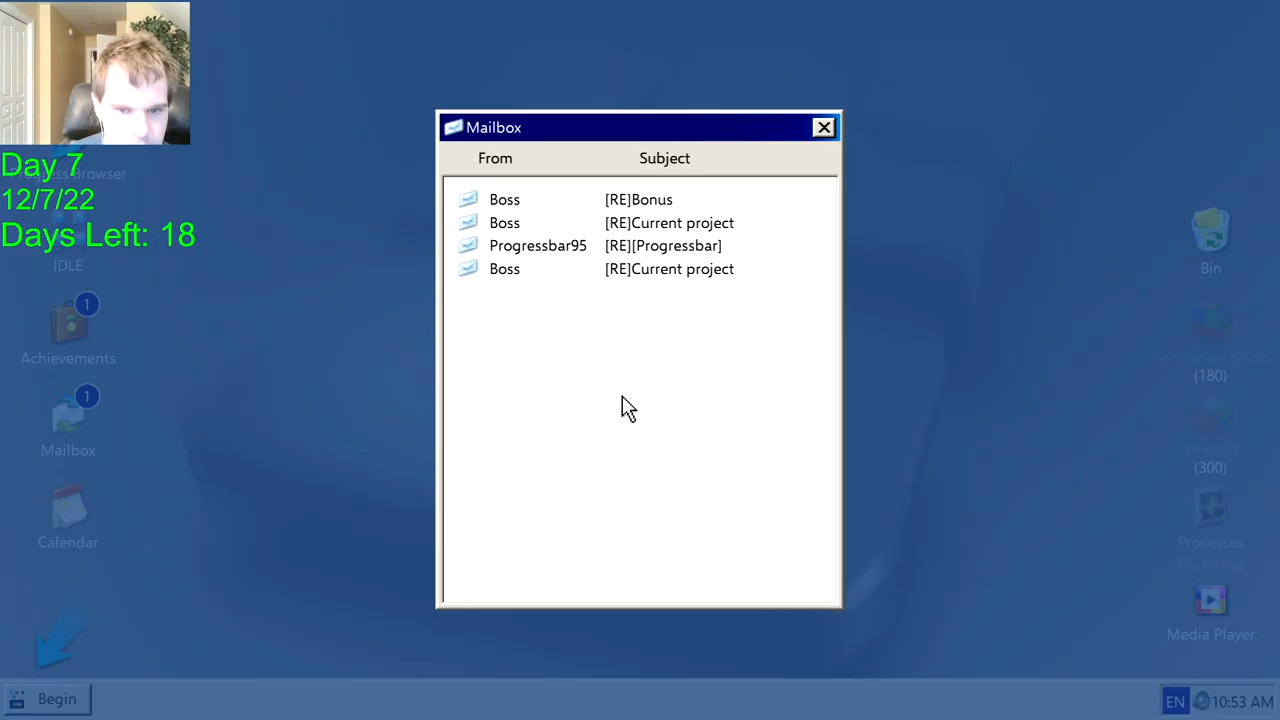 Day 7
12/7/22
Days Left: 18
Progress Browser
IDLE
1
Achievements
1
Mailbox
Calendar
Begin
Mailbox
From Subject
Boss [RE]Bonus
Boss [RE]Current project
Progressbar95 [RE][Progressbar]
Boss [RE]Current project
Bin
(180)
(300)
Processes
Media Player
EN 10:53 AM